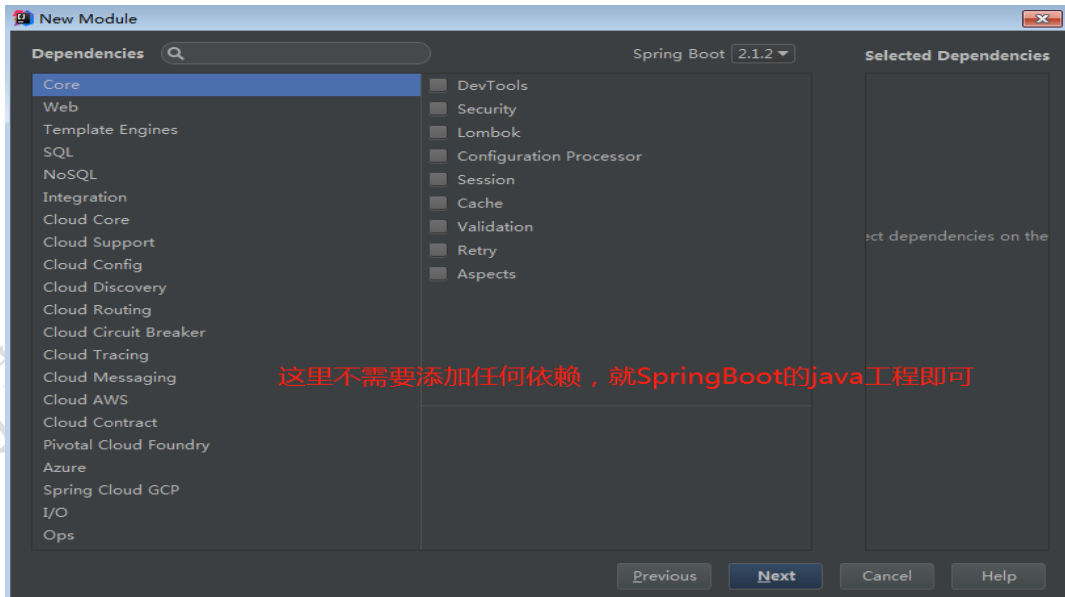 New Module
Dependencies
Spring Boot 2.1.2
Selected Dependencies
Core
Web
Template Engines
SQL
NoSQL
Integration
Cloud Core
Cloud Support
Cloud Config
Cloud Discovery
Cloud Routing
Cloud Circuit Breaker
Cloud Tracing
Cloud Messaging
Cloud AWS
Cloud Contract
Pivotal Cloud Foundry
Azure
Spring Cloud GCP
I/O
Ops
DevTools
Security
Lombok
Configuration Processor
Session
Cache
Validation
Retry
Aspects
ect dependencies on the
这里不需要添加任何依赖，就SpringBoot的java工程即可
Previous
Next
Cancel
Help